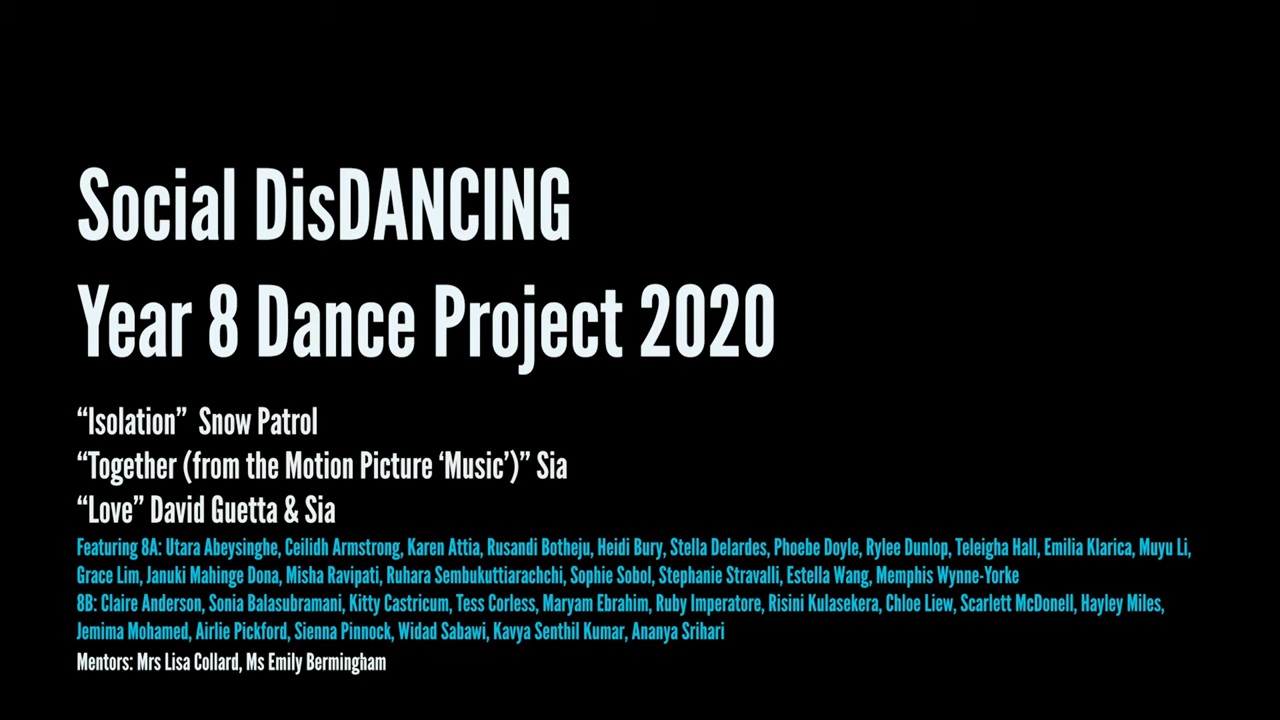 Social DisDANCING
Year 8 Dance Project 2020
“Isolation”  Snow Patrol
“Together (from the Motion Picture ‘Music’)” Sia
“Love” David Guetta & Sia
Featuring 8A: Utara Abeysinghe, Ceilidh Armstrong, Karen Attia, Rusandi Botheju, Heidi Bury, Stella Delardes, Phoebe Doyle, Rylee Dunlop, Teleigha Hall, Emilia Klarica, Muyu Li,
Grace Lim, Januki Mahinge Dona, Misha Ravipati, Ruhara Sembukuttiarachchi, Sophie Sobol, Stephanie Stravalli, Estella Wang, Memphis Wynne-Yorke
8B: Claire Anderson, Sonia Balasubramani, Kitty Castricum, Tess Corless, Maryam Ebrahim, Ruby Imperatore, Risini Kulasekera, Chloe Liew, Scarlett McDonell, Hayley Miles,
Jemima Mohamed, Airlie Pickford, Sienna Pinnock, Widad Sabawi, Kavya Senthil Kumar, Ananya Srihari
Mentors: Mrs Lisa Collard, Ms Emily Bermingham